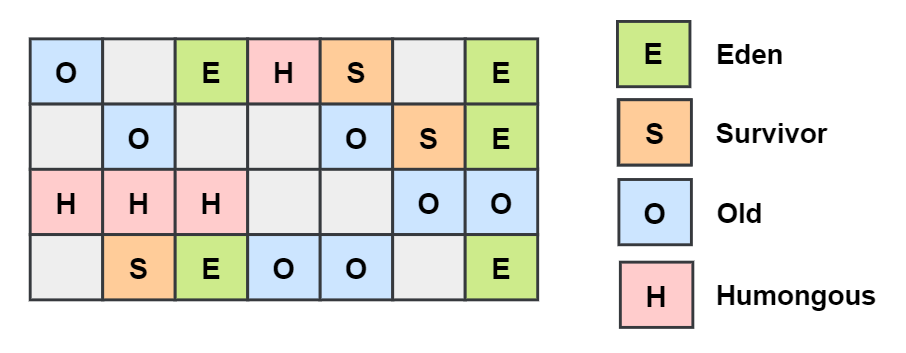 O E H S E
O O S E
H H H O O
S E O O E
E Eden
S Survivor
O Old
H Humongous